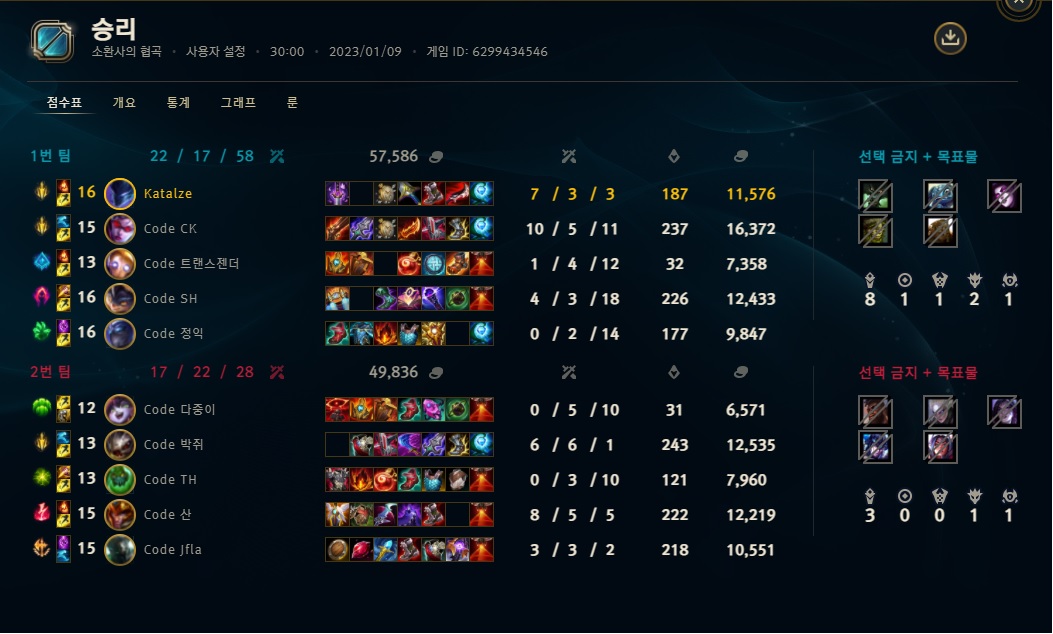 승리
소환사의 협곡 • 사용자 설정 • 30:00 • 2023/01/09 • 게임 ID: 6299434546
점수표 개요 통계 그래프 룬
1번 팀 22 / 17 / 58 57,586 선택 금지 + 목표물
16 Katalze 7 / 3 / 3 187 11,576
15 Code CK 10 / 5 / 11 237 16,372
13 Code 트랜스젠더 1 / 4 / 12 32 7,358
16 Code SH 4 / 3 / 18 226 12,433
8 1 1 2 1
16 Code 정익 0 / 2 / 14 177 9,847
2번 팀 17 / 22 / 28 49,836 선택 금지 + 목표물
12 Code 다중이 0 / 5 / 10 31 6,571
13 Code 박쥐 6 / 6 / 1 243 12,535
13 Code TH 0 / 3 / 10 121 7,960
15 Code 산 8 / 5 / 5 222 12,219
3 0 0 1 1
15 Code Jfla 3 / 3 / 2 218 10,551